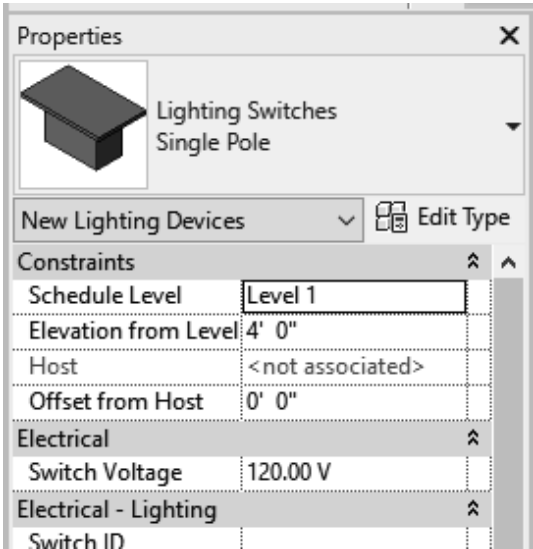 Properties
Lighting Switches
Single Pole
New Lighting Devices Edit Type
Constraints
Schedule Level Level 1
Elevation from Level 4' 0"
Host <not associated>
Offset from Host 0' 0"
Electrical
Switch Voltage 120.00 V
Electrical - Lighting
Switch ID